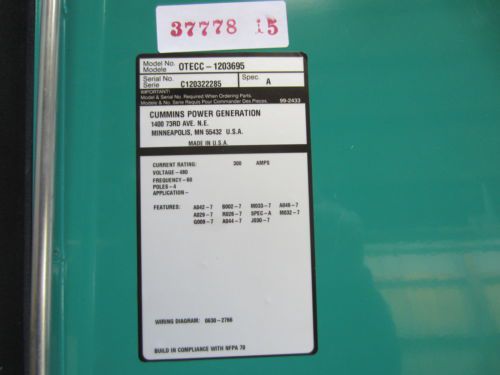 37778 15
Model No.
Modele OTECC-1203695
Serial No. Spec.
Serie C120322285 A
IMPORTANT!
Model & Serial No. Required When Ordering Parts.
Modele & No. Serie Requis Pour Commander Des Pieces. 99-2433
CUMMINS POWER GENERATION
1400 73RD AVE. N.E.
MINNEAPOLIS, MN 55432 U.S.A.
MADE IN U.S.A.
CURRENT RATING: 300 AMPS
VOLTAGE-480
FREQUENCY-60
POLES-4
APPLICATION-
FEATURES: A042-7 B002-7 M033-7 A048-7
A029-7 R026-7 SPEC-A M032-7
G009-7 A044-7 J030-7
WIRING DIAGRAM: 0630-2766
BUILD IN COMPLIANCE WITH NFPA 70